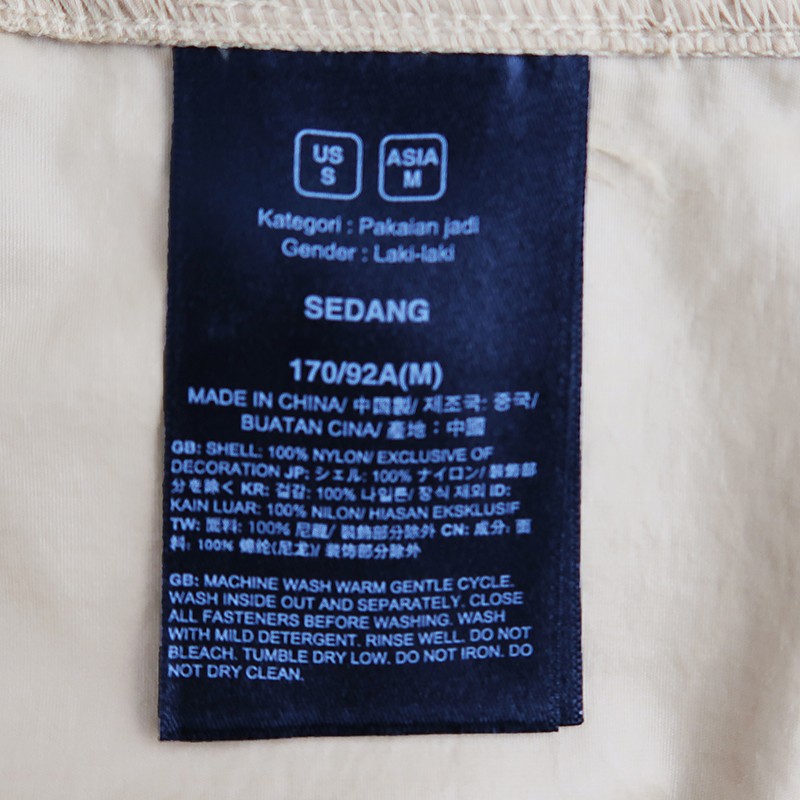 US
S
ASIA
M
Kategori : Pakaian jadi
Gender : Laki-laki
SEDANG
170/92A(M)
MADE IN CHINA/ 中国製/ 제조국: 중국/
BUATAN CINA/ 產地：中國
GB: SHELL: 100% NYLON/ EXCLUSIVE OF
DECORATION JP: シェル: 100% ナイロン/ 装飾部
分を除く KR: 겉감: 100% 나일론/ 장식 제외 ID:
KAIN LUAR: 100% NILON/ HIASAN EKSKLUSIF
TW: 面料: 100% 尼龍/ 裝飾部分除外 CN: 成分: 面
料: 100% 锦纶(尼龙)/ 装饰部分除外
GB: MACHINE WASH WARM GENTLE CYCLE.
WASH INSIDE OUT AND SEPARATELY. CLOSE
ALL FASTENERS BEFORE WASHING. WASH
WITH MILD DETERGENT. RINSE WELL. DO NOT
BLEACH. TUMBLE DRY LOW. DO NOT IRON. DO
NOT DRY CLEAN.